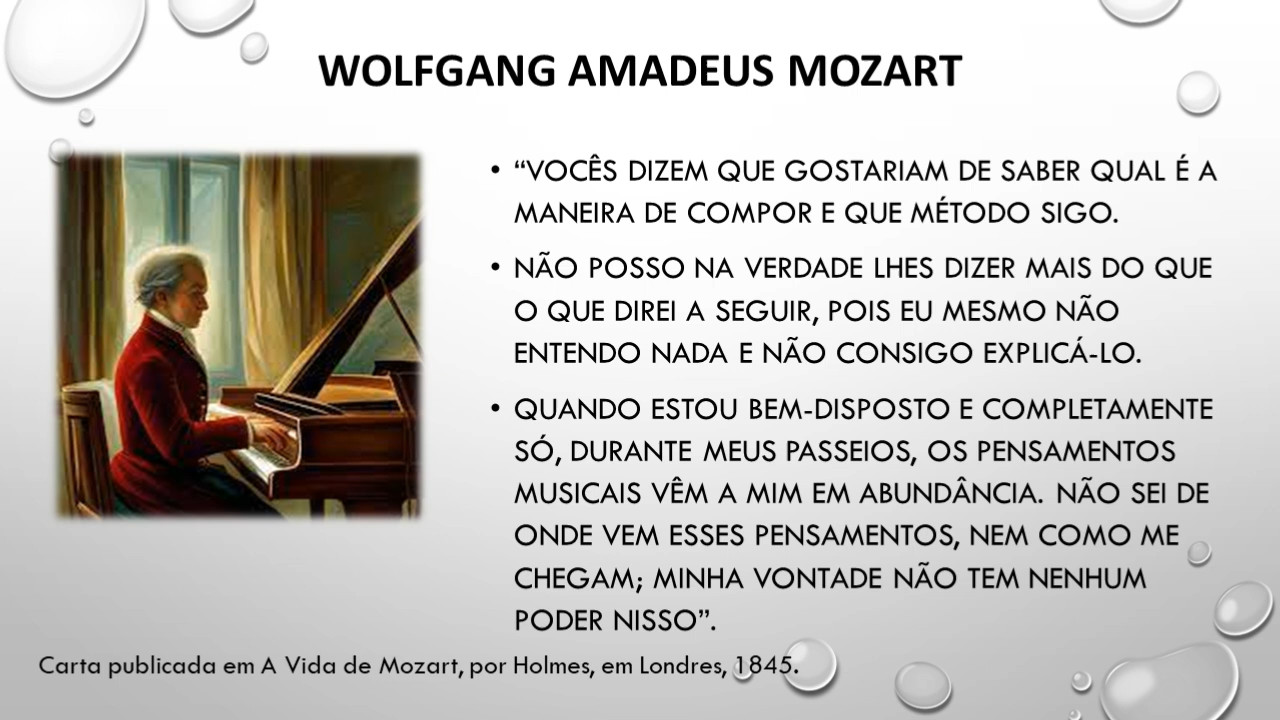 WOLFGANG AMADEUS MOZART
• “VOCÊS DIZEM QUE GOSTARIAM DE SABER QUAL É A
MANEIRA DE COMPOR E QUE MÉTODO SIGO.
• NÃO POSSO NA VERDADE LHES DIZER MAIS DO QUE
O QUE DIREI A SEGUIR, POIS EU MESMO NÃO
ENTENDO NADA E NÃO CONSIGO EXPLICÁ-LO.
• QUANDO ESTOU BEM-DISPOSTO E COMPLETAMENTE
SÓ, DURANTE MEUS PASSEIOS, OS PENSAMENTOS
MUSICAIS VÊM A MIM EM ABUNDÂNCIA. NÃO SEI DE
ONDE VEM ESSES PENSAMENTOS, NEM COMO ME
CHEGAM; MINHA VONTADE NÃO TEM NENHUM
PODER NISSO”.
Carta publicada em A Vida de Mozart, por Holmes, em Londres, 1845.